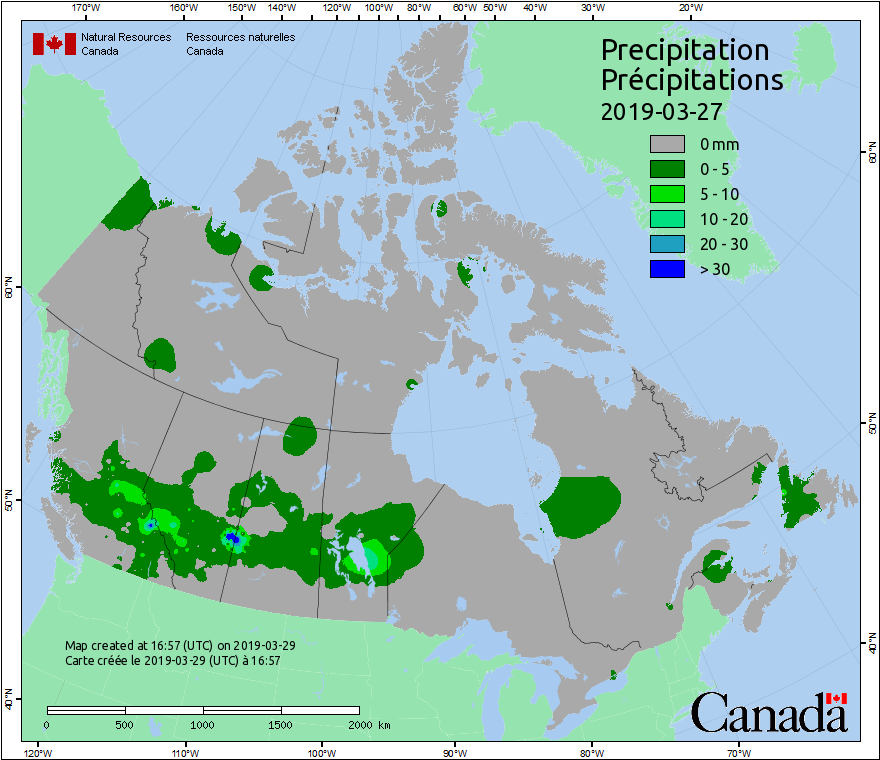 170°W 160°W 150°W 140°W 120°W 100°W 80°W 60°W 50°W 40°W 30°W 20°W
Natural Resources Ressources naturelles
Canada Canada
Precipitation
Précipitations
2019-03-27
0 mm
0 - 5
5 - 10
10 - 20
20 - 30
> 30
60°N
60°N
50°N
50°N
40°N
40°N
Map created at 16:57 (UTC) on 2019-03-29
Carte créée le 2019-03-29 (UTC) à 16:57
0 500 1000 1500 2000 km
Canada
120°W 110°W 100°W 90°W 80°W 70°W